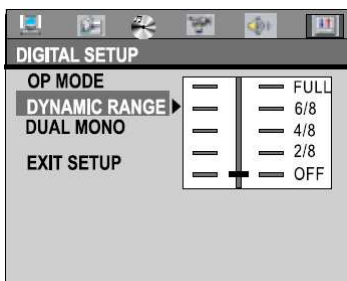 DIGITAL SETUP
OP MODE
DYNAMIC RANGE
DUAL MONO
EXIT SETUP
FULL
6/8
4/8
2/8
OFF